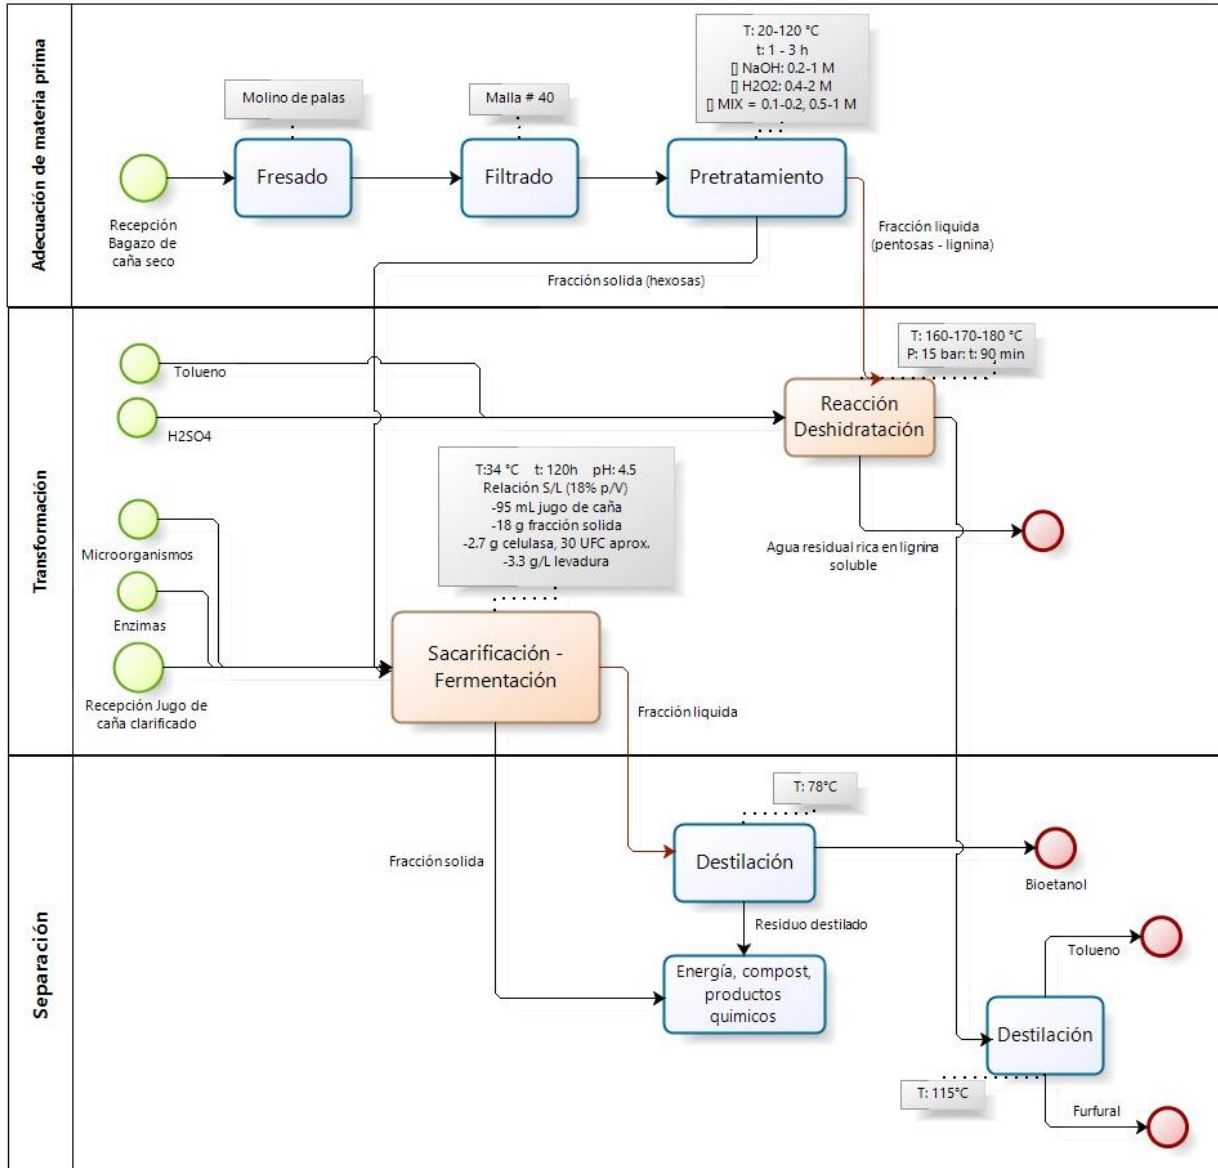 Adecuación de materia prima
T: 20-120 °C
t: 1 - 3 h
[] NaOH: 0.2-1 M
[] H2O2: 0.4-2 M
[] MIX = 0.1-0.2, 0.5-1 M
Molino de palas
Malla # 40
Fresado
Filtrado
Pretratamiento
Recepción
Bagazo de
caña seco
Fracción liquida
(pentosas - lignina)
Fracción solida (hexosas)
Transformación
T: 160-170-180 °C
P: 15 bar: t: 90 min
Tolueno
H2SO4
Reacción
Deshidratación
T:34 °C t: 120h pH: 4.5
Relación S/L (18% p/V)
-95 mL jugo de caña
-18 g fracción solida
-2.7 g celulasa, 30 UFC aprox.
-3.3 g/L levadura
Microorganismos
Agua residual rica en lignina
soluble
Enzimas
Sacarificación -
Fermentación
Recepción Jugo de
caña clarificado
Fracción liquida
Separación
T: 78°C
Fracción solida
Destilación
Bioetanol
Residuo destilado
Energía, compost,
productos
quimicos
Tolueno
Destilación
T: 115°C
Furfural